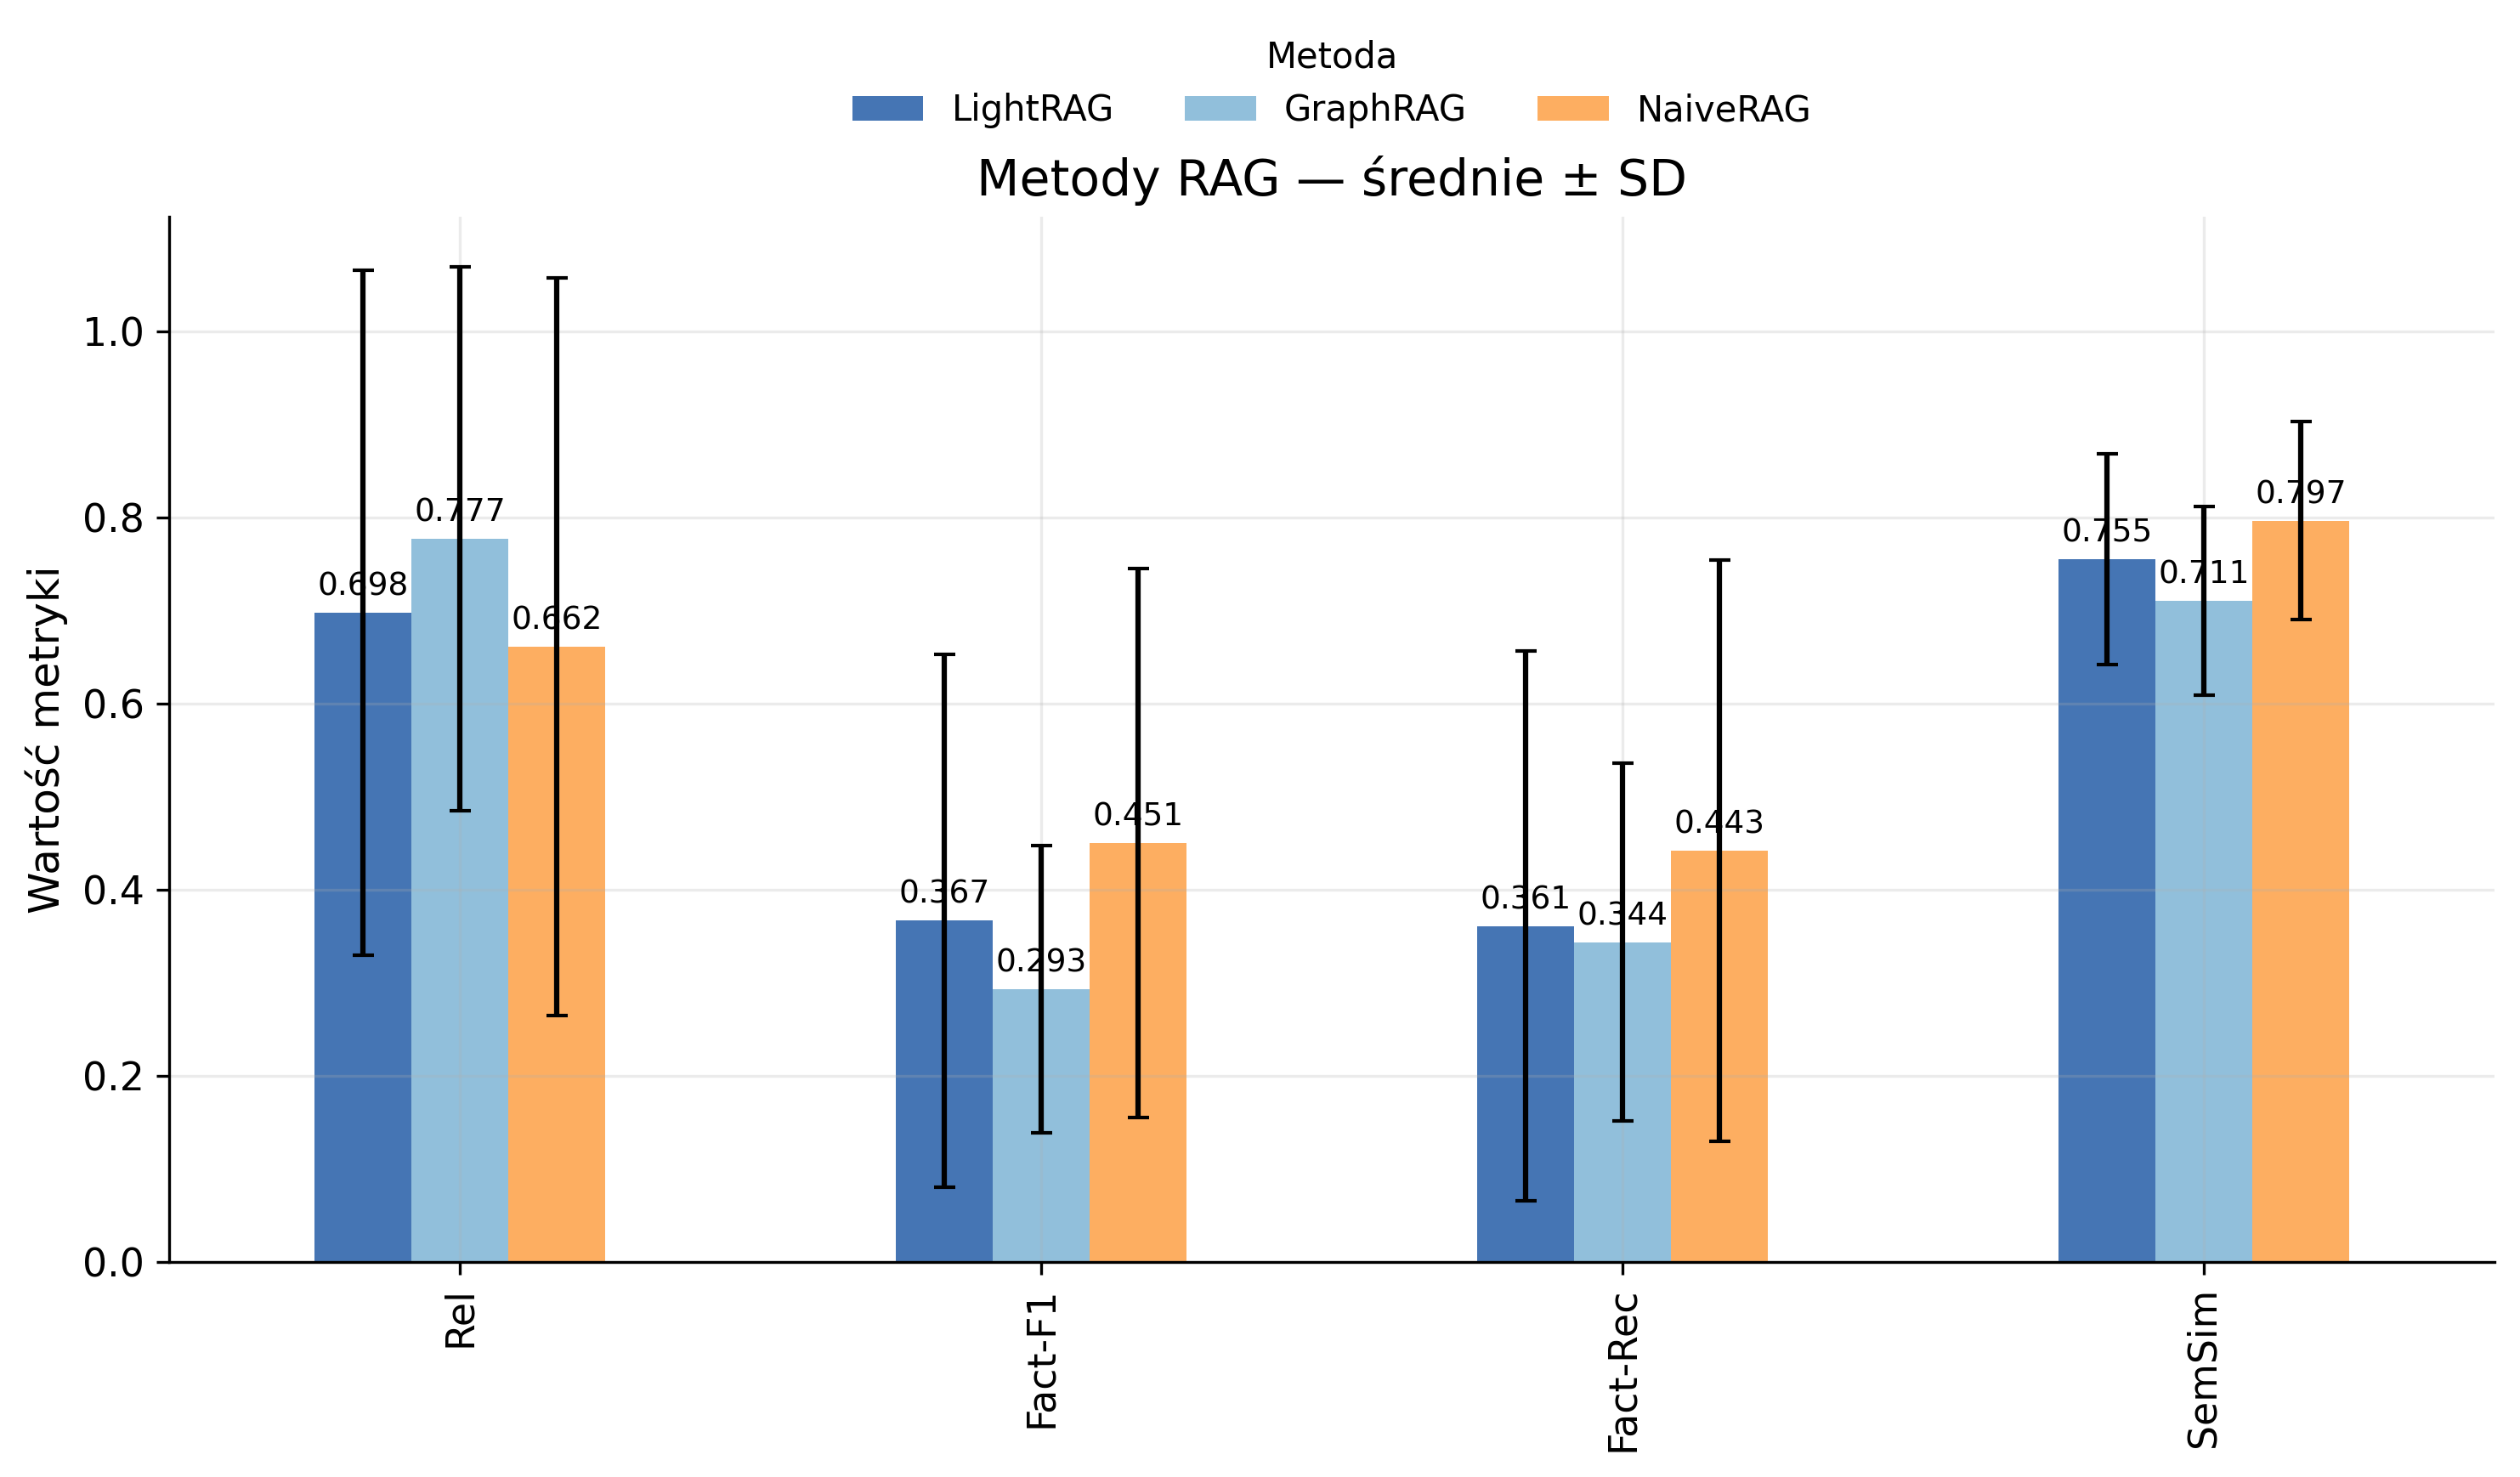 Metoda
LightRAG GraphRAG NaiveRAG
Metody RAG — średnie ± SD
Wartość metryki
1.0
0.8
0.6
0.4
0.2
0.0
0.698
0.777
0.662
0.367
0.293
0.451
0.361
0.344
0.443
0.755
0.711
0.797
Rel
Fact-F1
Fact-Rec
SemSim